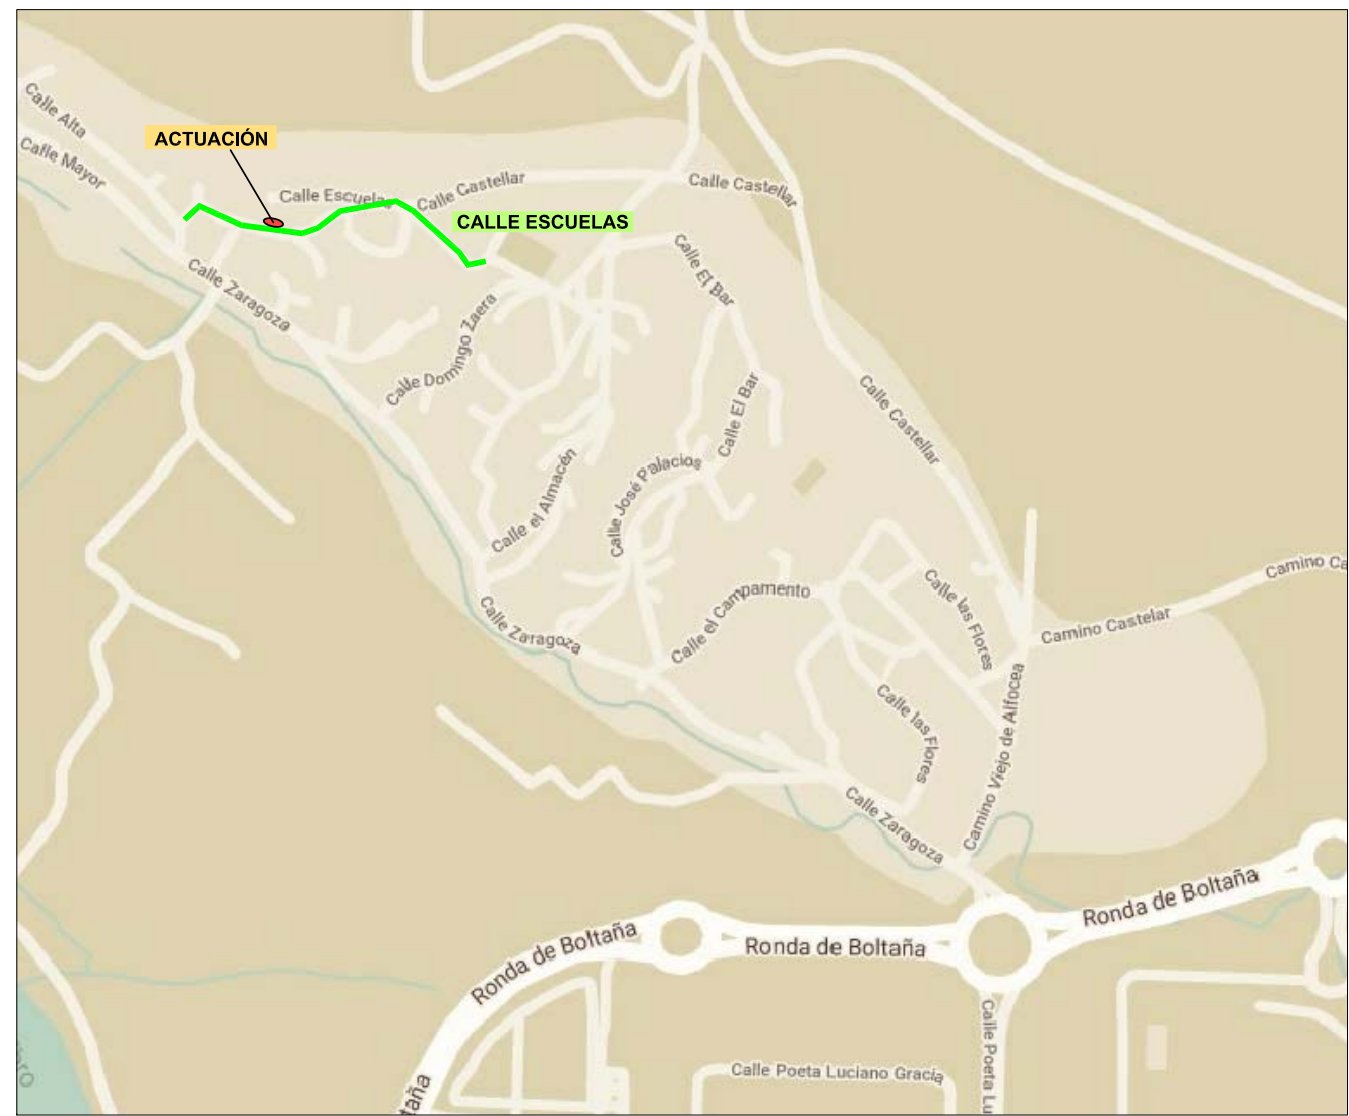 Calle Alta
Calle Mayor
ACTUACIÓN
Calle Escuelas
Calle Castellar
Calle Castellar
CALLE ESCUELAS
Calle Zaragoza
Calle El Bar
Calle Domingo Zaera
Calle El Bar
Calle Castellar
Calle el Almacén
Calle José Palacios
Calle Zaragoza
Calle el Campamento
Calle las Flores
Camino Ca
Camino Castelar
Calle las Flores
Camino Viejo de Alfocea
Calle Zaragoza
Ronda de Boltaña
Ronda de Boltaña
Ronda de Boltaña
Calle Poeta Lu
Calle Poeta Luciano Gracia
taña